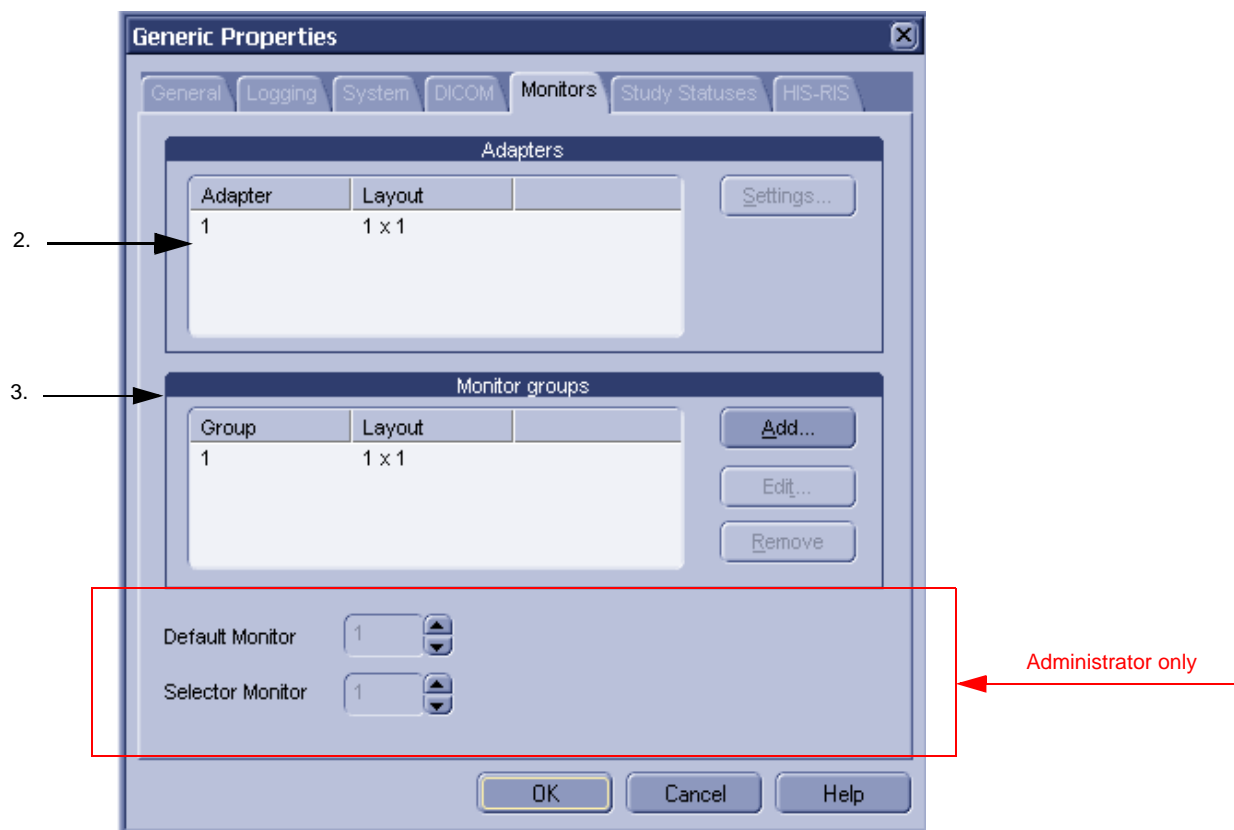 Generic Properties
General Logging System DICOM Monitors Study Statuses HIS-RIS
Adapters
Adapter Layout
Settings...
1 1 x 1
2.
3.
Monitor groups
Group Layout
Add...
1 1 x 1
Edit...
Remove
Default Monitor 1
Selector Monitor 1
Administrator only
OK Cancel Help